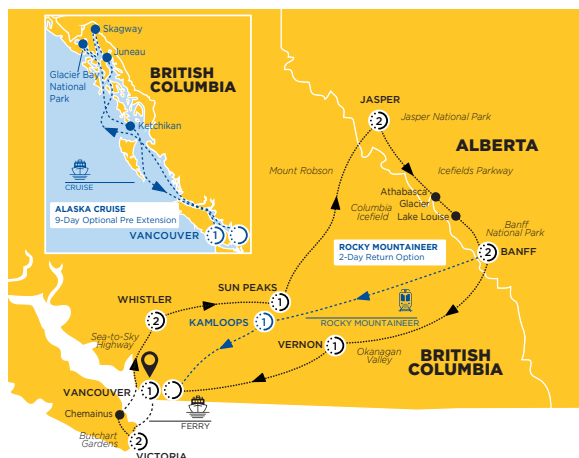 Skagway
Juneau
Glacier Bay
National
Park
BRITISH
COLUMBIA
Ketchikan
CRUISE
ALASKA CRUISE
9-Day Optional Pre Extension
VANCOUVER
1
JASPER
2
Jasper National Park
ALBERTA
Mount Robson
Icefields Parkway
Athabasca
Glacier
Columbia
Icefield
Lake Louise
Banff
National Park
BANFF
2
ROCKY MOUNTAINEER
2-Day Return Option
SUN PEAKS
1
WHISTLER
2
KAMLOOPS
1
ROCKY MOUNTAINEER
Sea-to-Sky
Highway
VERNON
1
Okanagan
Valley
BRITISH
COLUMBIA
VANCOUVER
1
Chemainus
FERRY
Butchart
Gardens
2
VICTORIA